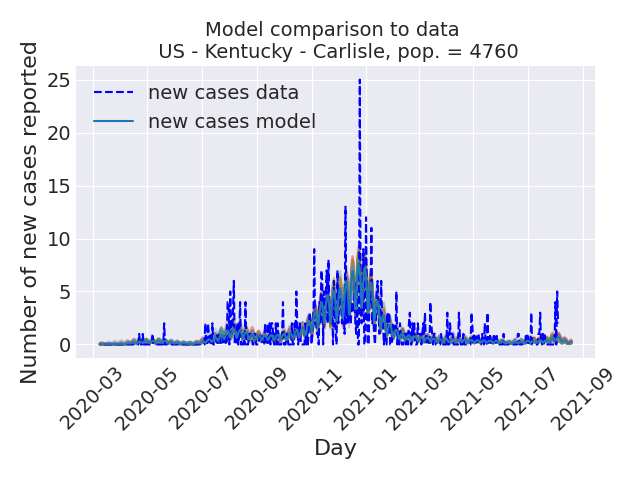 Model comparison to data
US - Kentucky - Carlisle, pop. = 4760
Number of new cases reported
25
20
15
10
5
0
new cases data
new cases model
2020-03
2020-05
2020-07
2020-09
2020-11
2021-01
2021-03
2021-05
2021-07
2021-09
Day